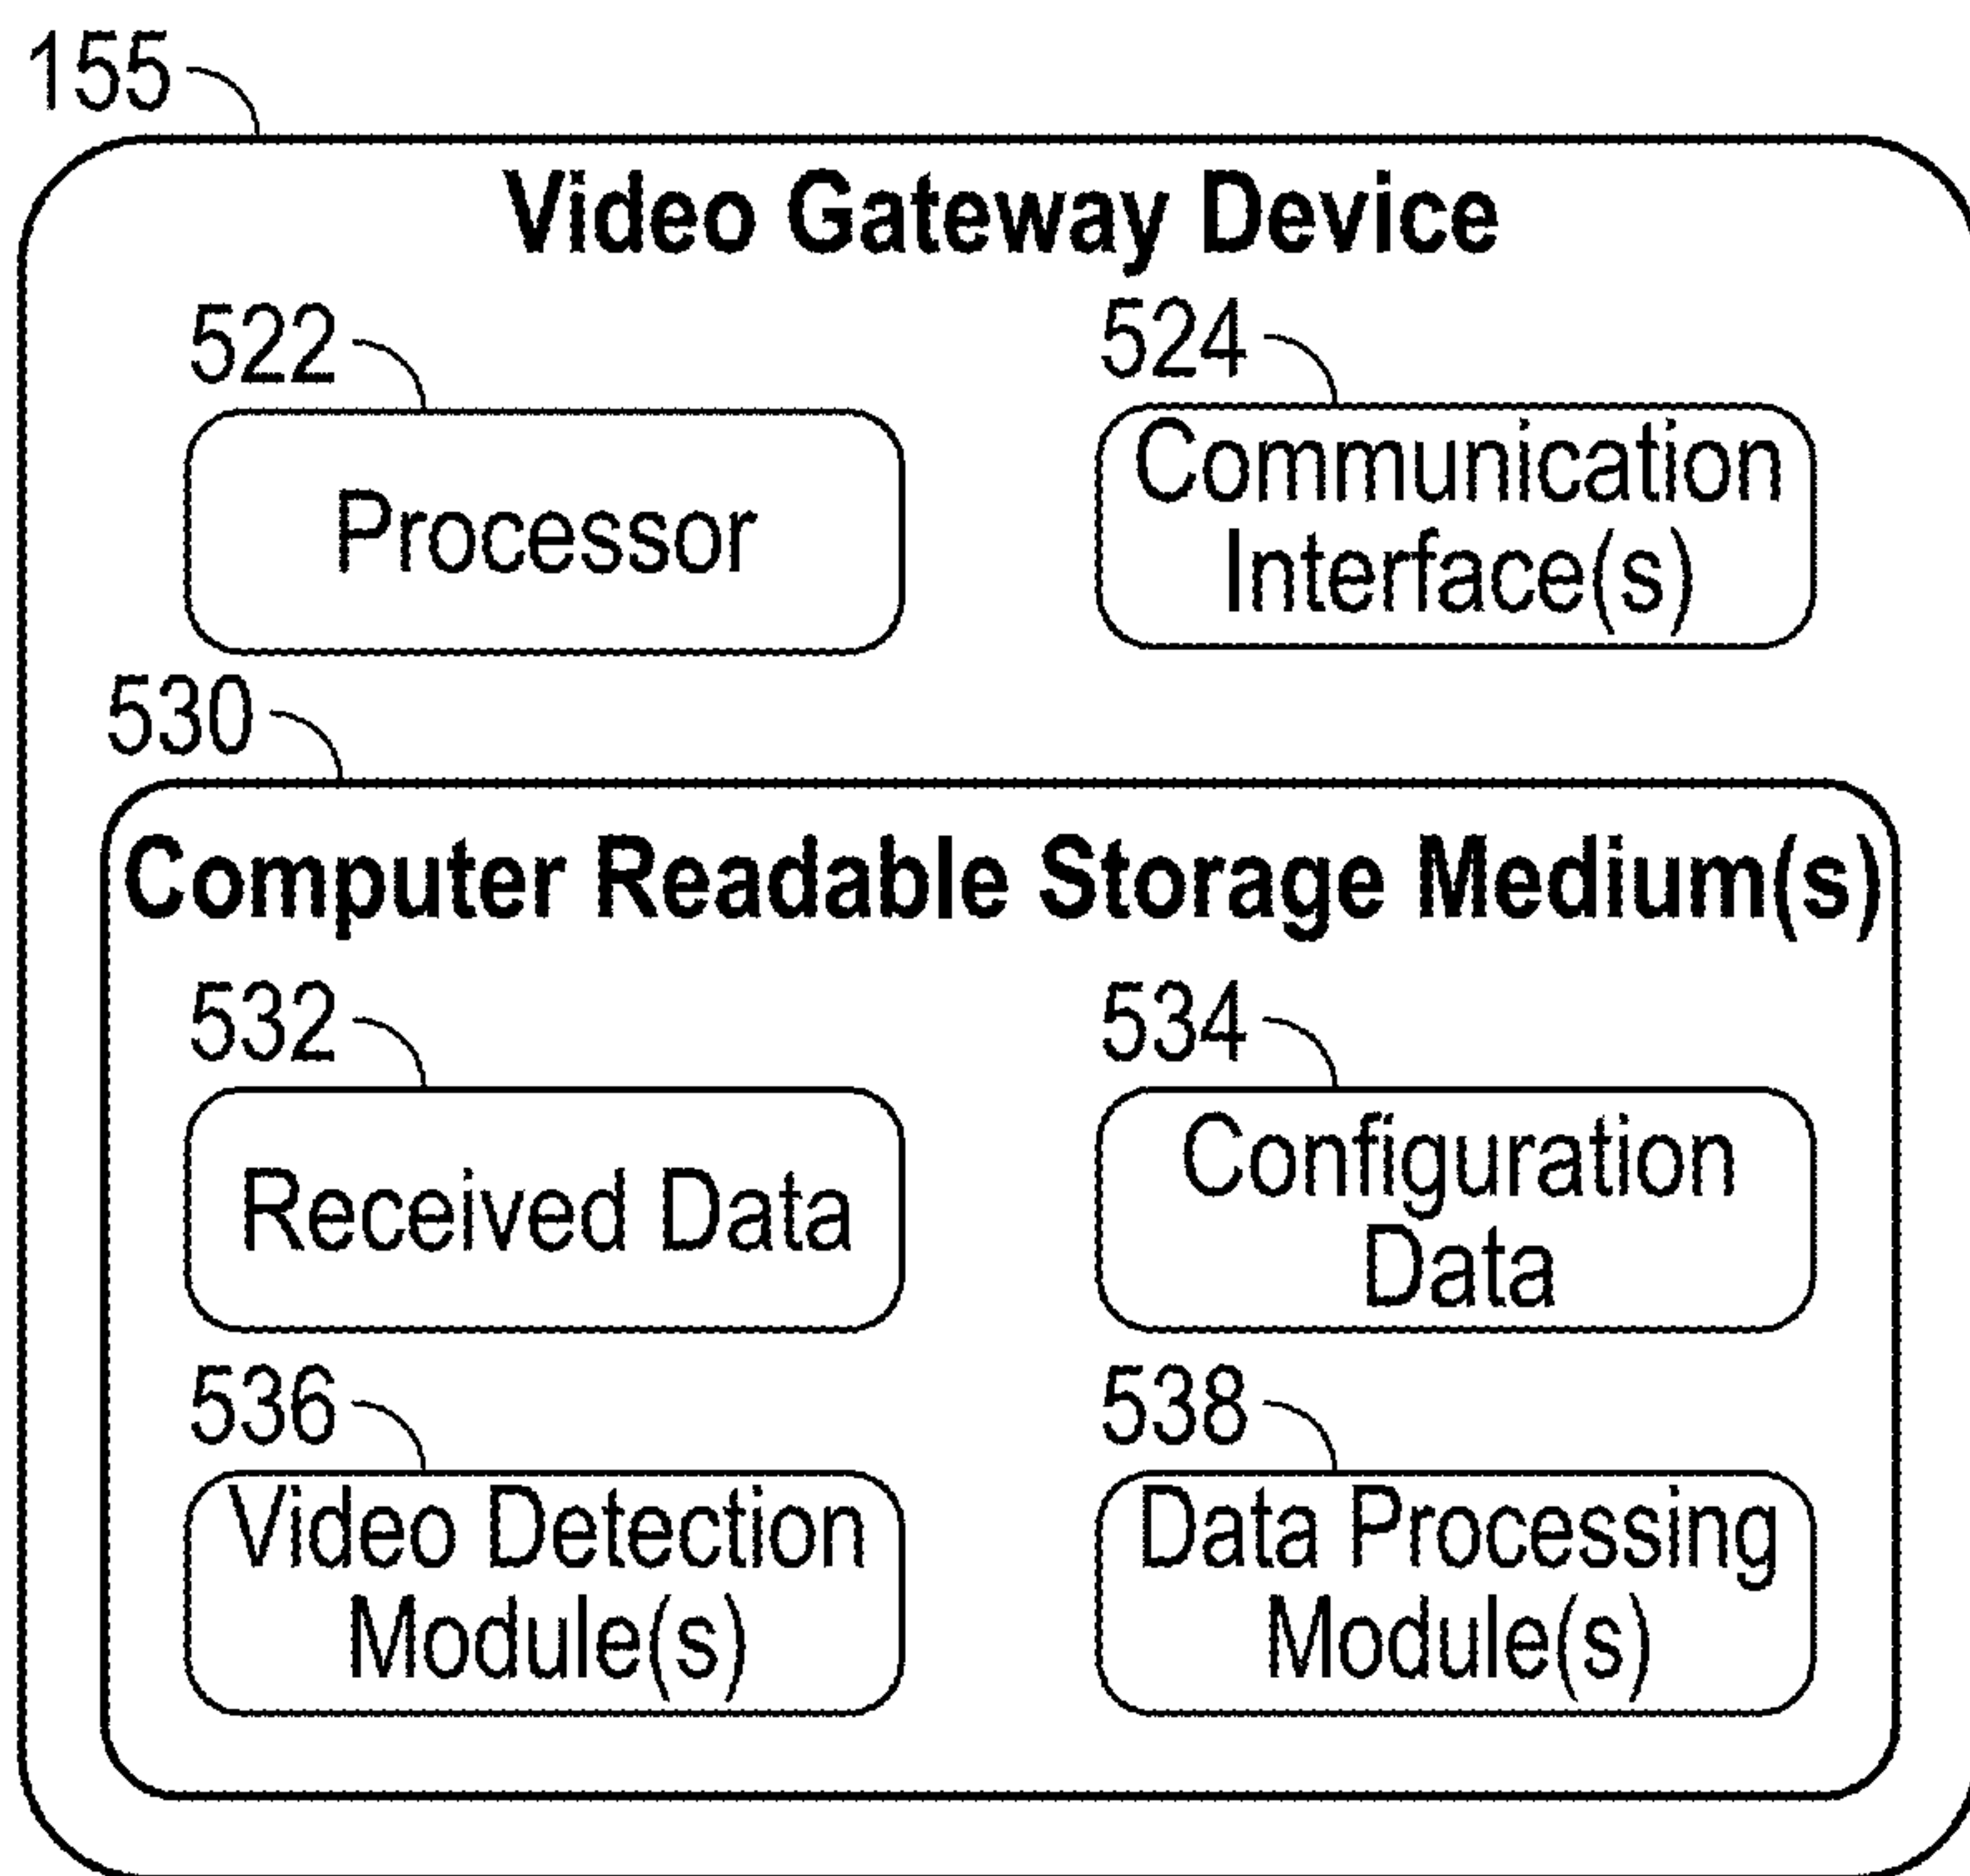 155
Video Gateway Device
522
524
Processor
Communication
Interface(s)
530
Computer Readable Storage Medium(s)
532
534
Received Data
Configuration
Data
536
538
Video Detection
Module(s)
Data Processing
Module(s)